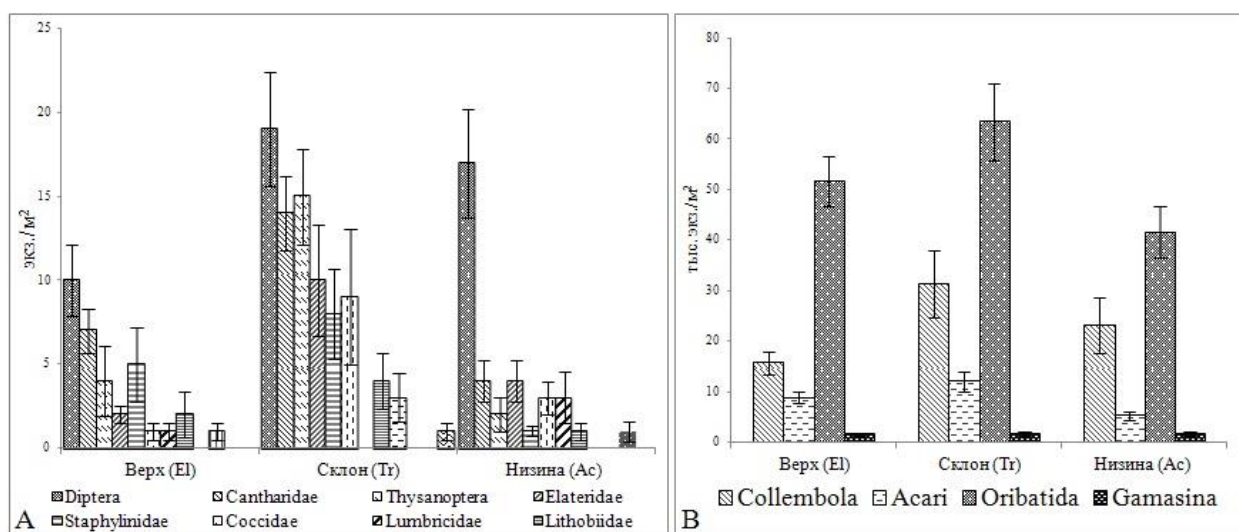 25
20
15
10
5
0
экз./м²
Верх (El) Склон (Tr) Низина (Ac)
Diptera Cantharidae Thysanoptera Elateridae
Staphylinidae Coccidae Lumbricidae Lithobiidae
A
80
70
60
50
40
30
20
10
0
тыс. экз./м²
Верх (El) Склон (Tr) Низина (Ac)
Collembola Acari Oribatida Gamasina
B